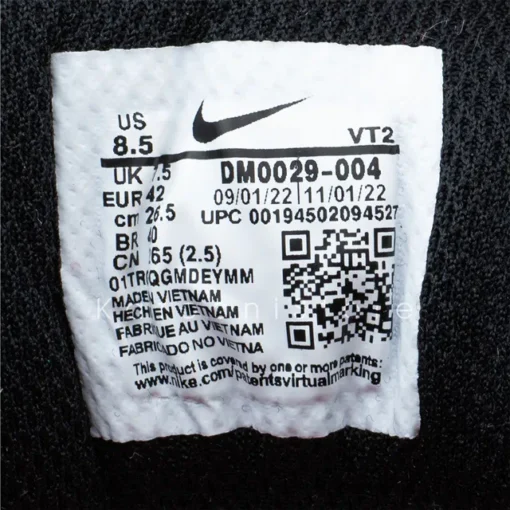 US
8.5
VT2
UK 7.5
DM0029-004
EUR 42
09/01/22 11/01/22
cm 26.5
UPC 00194502094527
BR 40
CN 265 (2.5)
MADE IN VIETNAM
HECH EN VIETNAM
FABRIQUE AU VIETNAM
FABRICADO NO VIETNA
This product is covered by one or more patents:
www.nike.com/patentsvirtualmarking